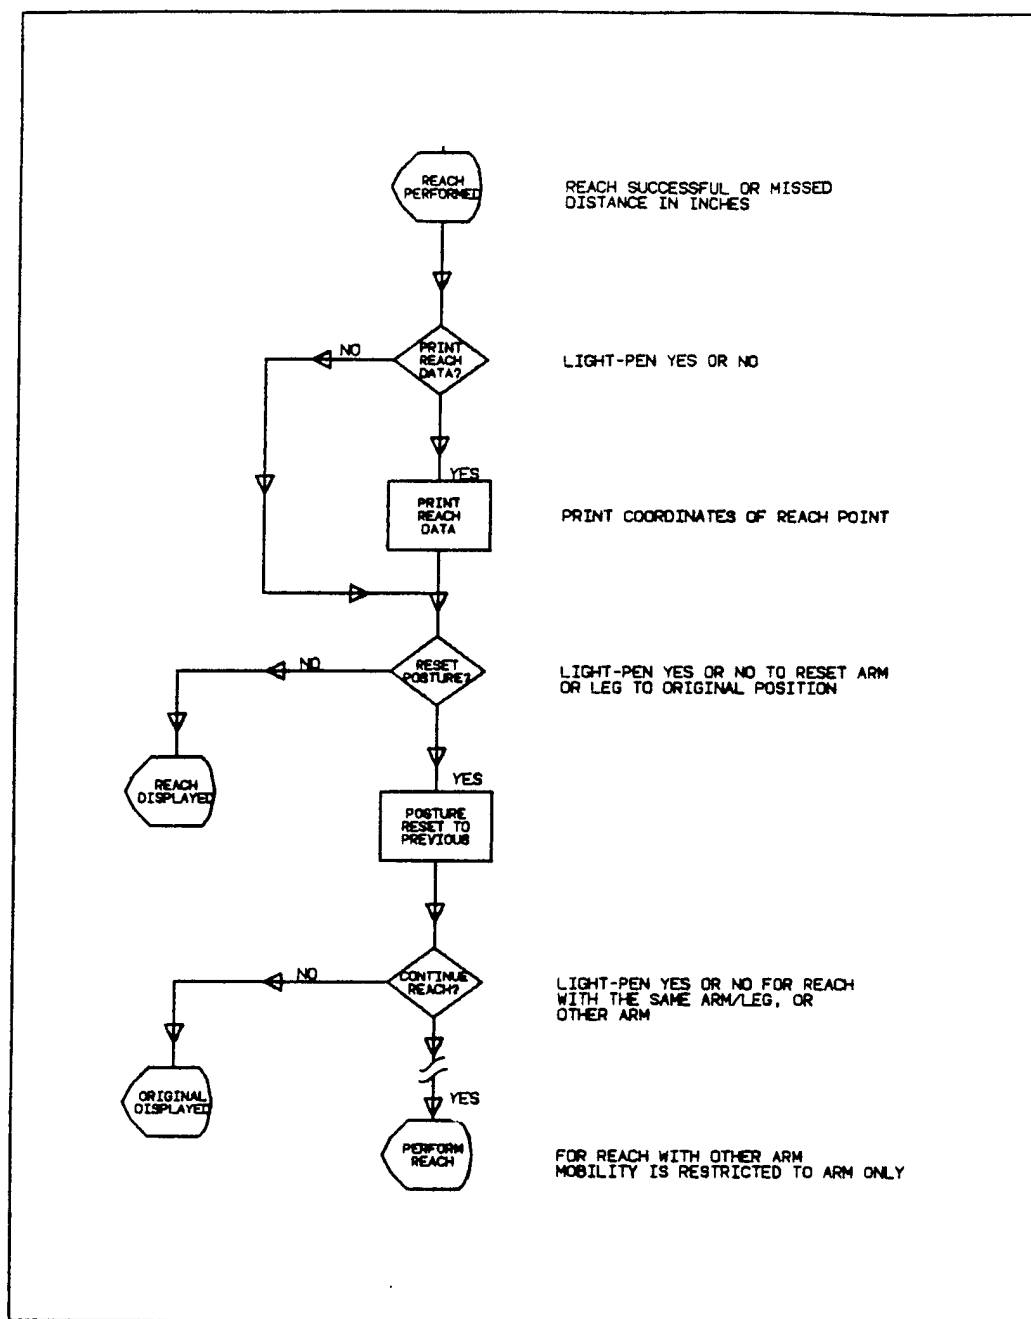 REACH
PERFORMED
REACH SUCCESSFUL OR MISSED
DISTANCE IN INCHES
NO
PRINT
REACH
DATA?
LIGHT-PEN YES OR NO
YES
PRINT
REACH
DATA
PRINT COORDINATES OF REACH POINT
NO
RESET
POSTURE?
LIGHT-PEN YES OR NO TO RESET ARM
OR LEG TO ORIGINAL POSITION
REACH
DISPLAYED
YES
POSTURE
RESET TO
PREVIOUS
NO
CONTINUE
REACH?
LIGHT-PEN YES OR NO FOR REACH
WITH THE SAME ARM/LEG, OR
OTHER ARM
ORIGINAL
DISPLAYED
YES
PERFORM
REACH
FOR REACH WITH OTHER ARM
MOBILITY IS RESTRICTED TO ARM ONLY